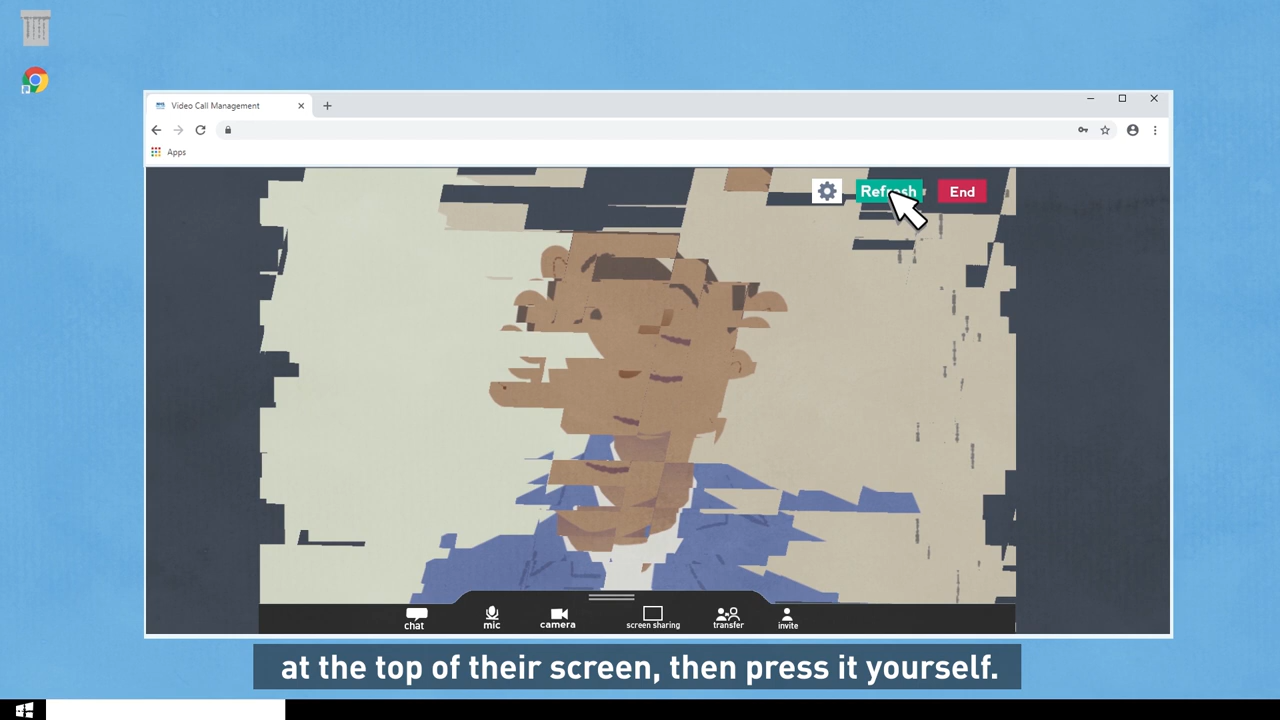 Video Call Management
Apps
Refresh
End
chat
mic
camera
screen sharing
transfer
invite
at the top of their screen, then press it yourself.